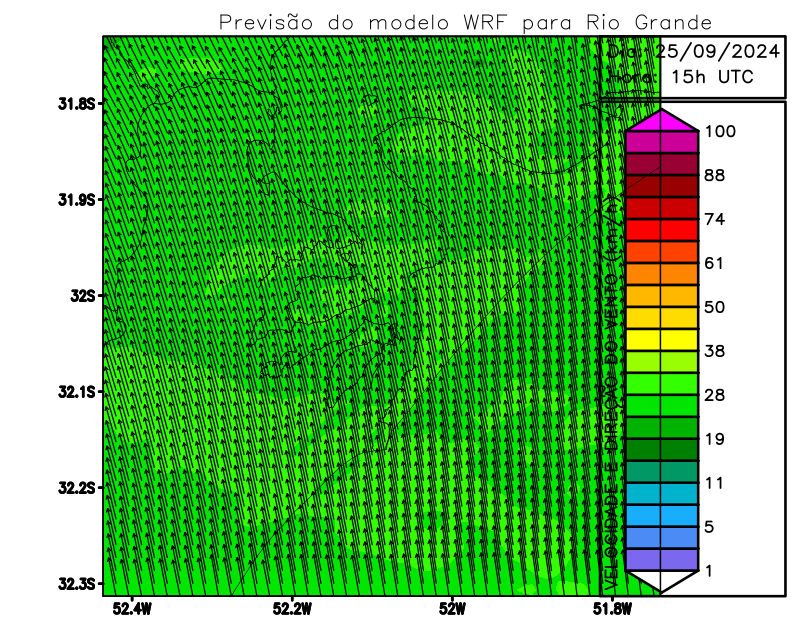 Previsão do modelo WRF para Rio Grande
Dia: 25/09/2024
Hora: 15h UTC
31.8S
31.9S
32S
32.1S
32.2S
32.3S
52.4W
52.2W
52W
51.8W
VELOCIDADE E DIREÇÃO DO VENTO (km/h)
100
88
74
61
50
38
28
19
11
5
1